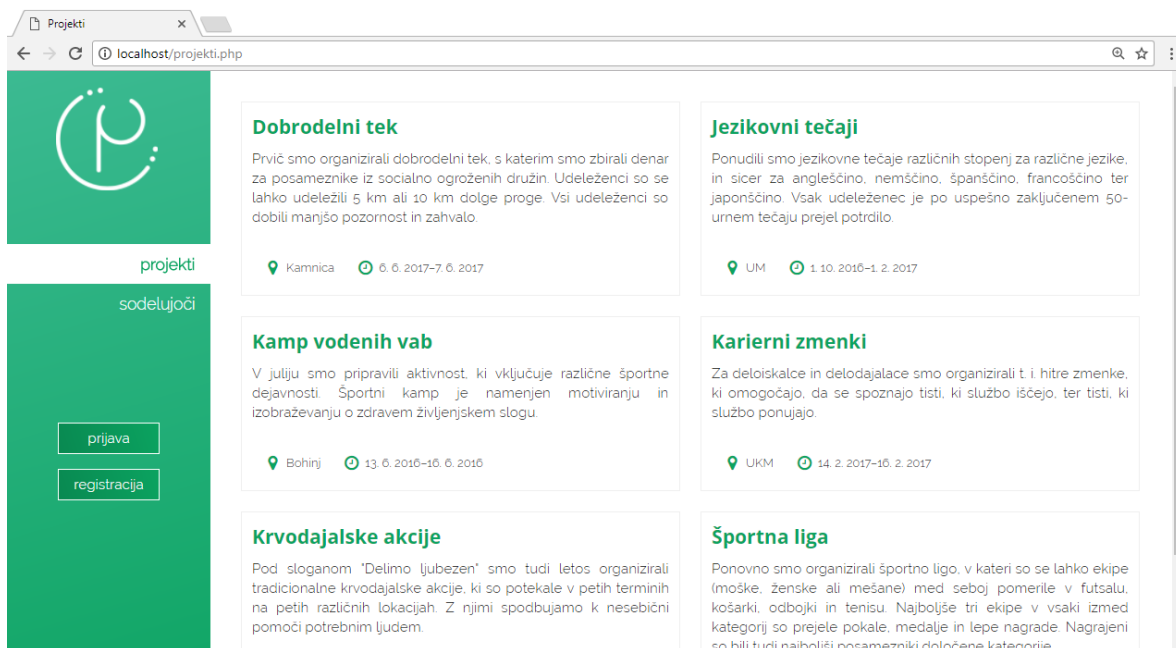 Projekti
localhost/projekti.php
projekti
sodelujoči
prijava
registracija
Dobrodelni tek
Prvič smo organizirali dobrodelni tek, s katerim smo zbirali denar
za posameznike iz socialno ogroženih družin. Udeleženci so se
lahko udeležili 5 km ali 10 km dolge proge. Vsi udeleženci so
dobili manjšo pozornost in zahvalo.
Kamnica 6. 6. 2017–7. 6. 2017
Jezikovni tečaji
Ponudili smo jezikovne tečaje različnih stopenj za različne jezike,
in sicer za angleščino, nemščino, španščino, francoščino ter
japonščino. Vsak udeleženec je po uspešno zaključenem 50-
urnem tečaju prejel potrdilo.
UM 1. 10. 2016–1. 2. 2017
Kamp vodenih vab
V juliju smo pripravili aktivnost, ki vključuje različne športne
dejavnosti. Športni kamp je namenjen motiviranju in
izobraževanju o zdravem življenjskem slogu.
Bohinj 13. 6. 2016–16. 6. 2016
Karierni zmenki
Za deloiskalce in delodajalace smo organizirali t. i. hitre zmenke,
ki omogočajo, da se spoznajo tisti, ki službo iščejo, ter tisti, ki
službo ponujajo.
UKM 14. 2. 2017–16. 2. 2017
Krvodajalske akcije
Pod sloganom "Delimo ljubezen" smo tudi letos organizirali
tradicionalne krvodajalske akcije, ki so potekale v petih terminih
na petih različnih lokacijah. Z njimi spodbujamo k nesebični
pomoči potrebnim ljudem.
Športna liga
Ponovno smo organizirali športno ligo, v kateri so se lahko ekipe
(moške, ženske ali mešane) med seboj pomerile v futsalu,
košarki, odbojki in tenisu. Najboljše tri ekipe v vsaki izmed
kategorij so prejele pokale, medalje in lepe nagrade. Nagrajeni
so bili tudi najboljši posamezniki določene kategorije.